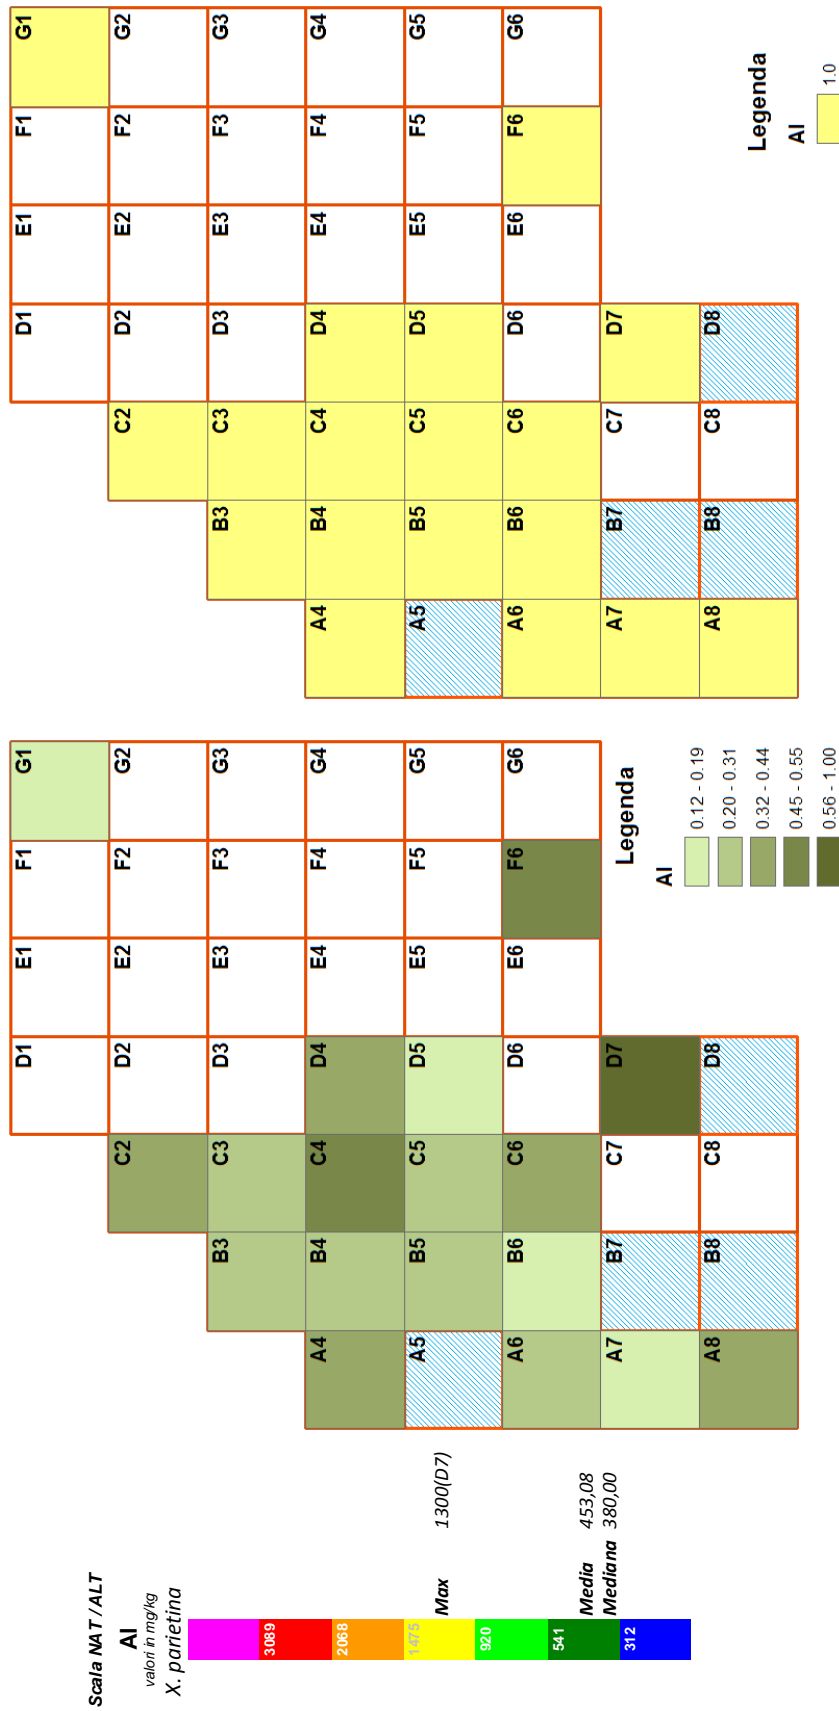 Scala NAT / ALT
Al
valori in mg/kg
X. parietina
3089
2068
1475
920
541
312
Max 1300(D7)
Media 453,08
Mediana 380,00
D1 E1 F1 G1
C2 D2 E2 F2 G2
B3 C3 D3 E3 F3 G3
A4 B4 C4 D4 E4 F4 G4
A5 B5 C5 D5 E5 F5 G5
A6 B6 C6 D6 E6 F6 G6
A7 B7 C7 D7
A8 B8 C8 D8
Legenda
Al
0.12 - 0.19
0.20 - 0.31
0.32 - 0.44
0.45 - 0.55
0.56 - 1.00
D1 E1 F1 G1
C2 D2 E2 F2 G2
B3 C3 D3 E3 F3 G3
A4 B4 C4 D4 E4 F4 G4
A5 B5 C5 D5 E5 F5 G5
A6 B6 C6 D6 E6 F6 G6
A7 B7 C7 D7
A8 B8 C8 D8
Legenda
Al
1.0